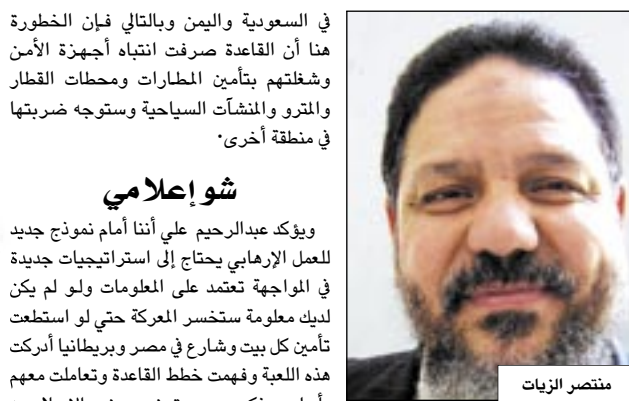 في السعودية واليمن وبالتالي فإن الخطورة
هنا أن القاعدة صرفت انتباه أجهزة الأمن
وشغلتهم بتأمين المطارات ومحطات القطار
والمترو والمنشآت السياحية وستوجه ضربتها
في منطقة أخرى.
شو إعلامي
ويؤكد عبدالرحيم علي أننا أمام نموذج جديد
للعمل الإرهابي يحتاج إلى استراتيجيات جديدة
في المواجهة تعتمد على المعلومات ولو لم يكن
لديك معلومة ستخسر المعركة حتي لو استطعت
تأمين كل بيت وشارع في مصر وبريطانيا أدركت
هذه اللعبة وفهمت خطط القاعدة وتعاملت معهم
منتصر الزيات